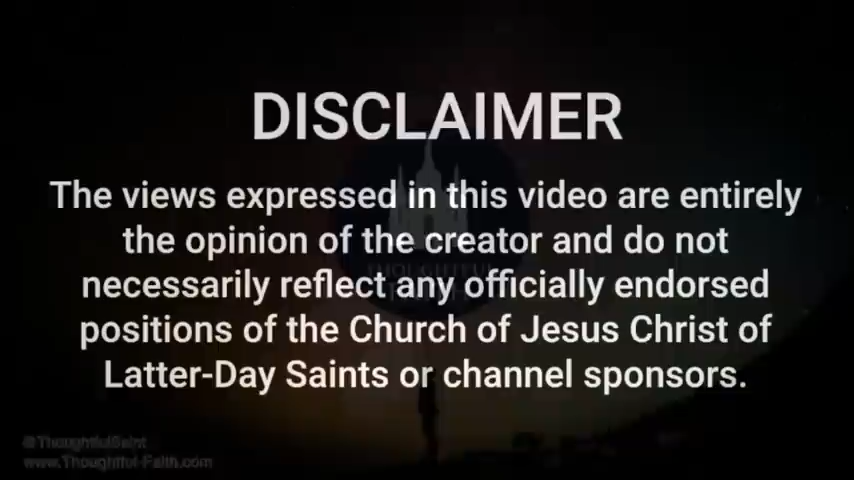 DISCLAIMER
The views expressed in this video are entirely
the opinion of the creator and do not
necessarily reflect any officially endorsed
positions of the Church of Jesus Christ of
Latter-Day Saints or channel sponsors.
THOUGHTFUL
FAITH
@ThoughtfulSaint
www.Thoughtful-Faith.com